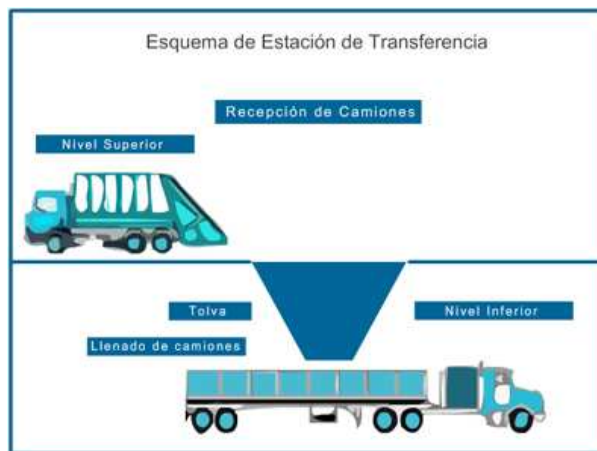 Esquema de Estación de Transferencia
Recepción de Camiones
Nivel Superior
Tolva
Nivel Inferior
Llenado de camiones